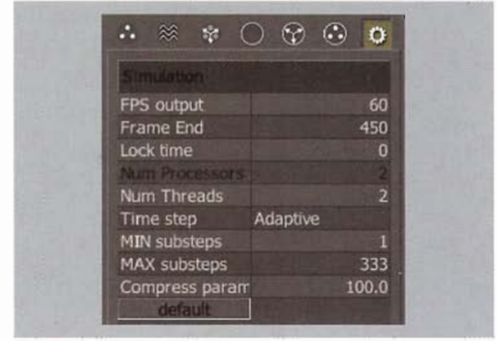 Simulation
FPS output 60
Frame End 450
Lock time 0
Num Processors 2
Num Threads 2
Time step Adaptive
MIN substeps 1
MAX substeps 333
Compress param 100.0
default